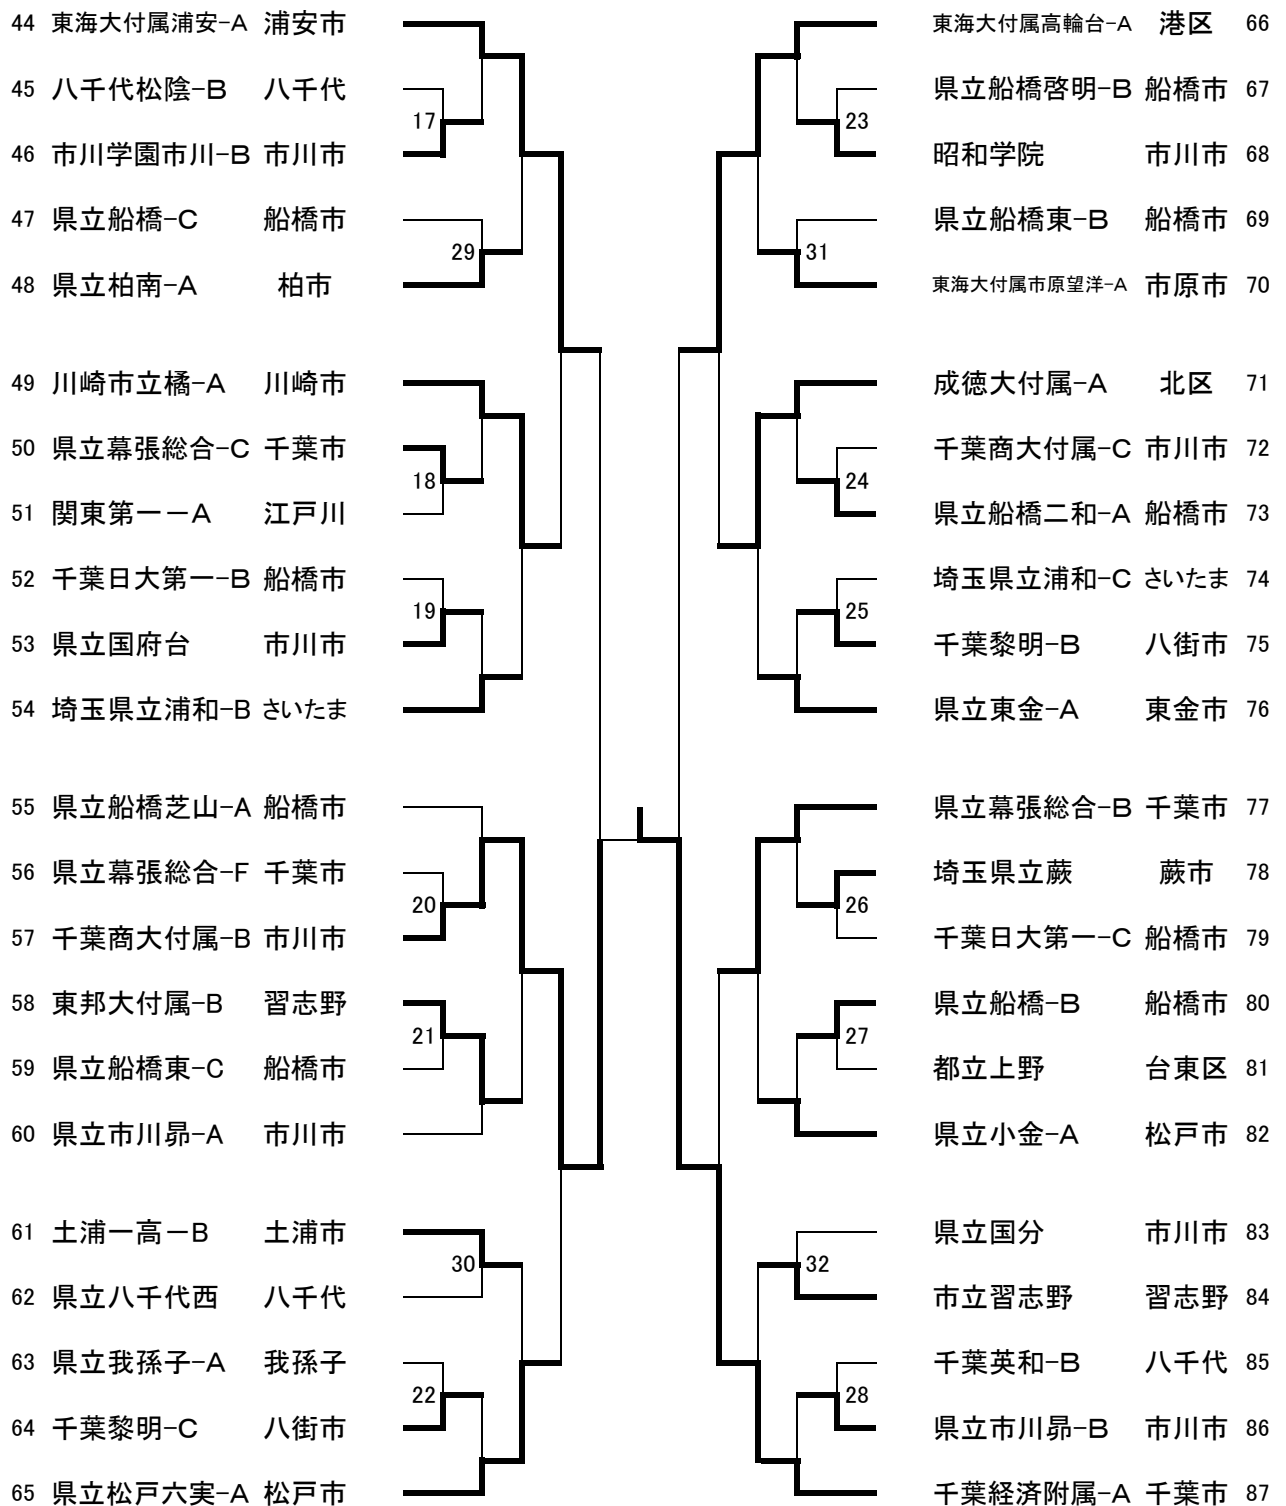 44 東海大付属浦安-A 浦安市
45 八千代松陰-B 八千代
17
46 市川学園市川-B 市川市
47 県立船橋-C 船橋市
29
48 県立柏南-A 柏市
49 川崎市立橘-A 川崎市
50 県立幕張総合-C 千葉市
18
51 関東第一－A 江戸川
52 千葉日大第一-B 船橋市
19
53 県立国府台 市川市
54 埼玉県立浦和-B さいたま
55 県立船橋芝山-A 船橋市
56 県立幕張総合-F 千葉市
20
57 千葉商大付属-B 市川市
58 東邦大付属-B 習志野
21
59 県立船橋東-C 船橋市
60 県立市川昴-A 市川市
61 土浦一高－B 土浦市
30
62 県立八千代西 八千代
63 県立我孫子-A 我孫子
22
64 千葉黎明-C 八街市
65 県立松戸六実-A 松戸市
東海大付属高輪台-A 港区 66
県立船橋啓明-B 船橋市 67
23
昭和学院 市川市 68
県立船橋東-B 船橋市 69
31
東海大付属市原望洋-A 市原市 70
成徳大付属-A 北区 71
千葉商大付属-C 市川市 72
24
県立船橋二和-A 船橋市 73
埼玉県立浦和-C さいたま 74
25
千葉黎明-B 八街市 75
県立東金-A 東金市 76
県立幕張総合-B 千葉市 77
埼玉県立蕨 蕨市 78
26
千葉日大第一-C 船橋市 79
県立船橋-B 船橋市 80
27
都立上野 台東区 81
県立小金-A 松戸市 82
県立国分 市川市 83
32
市立習志野 習志野 84
千葉英和-B 八千代 85
28
県立市川昴-B 市川市 86
千葉経済附属-A 千葉市 87